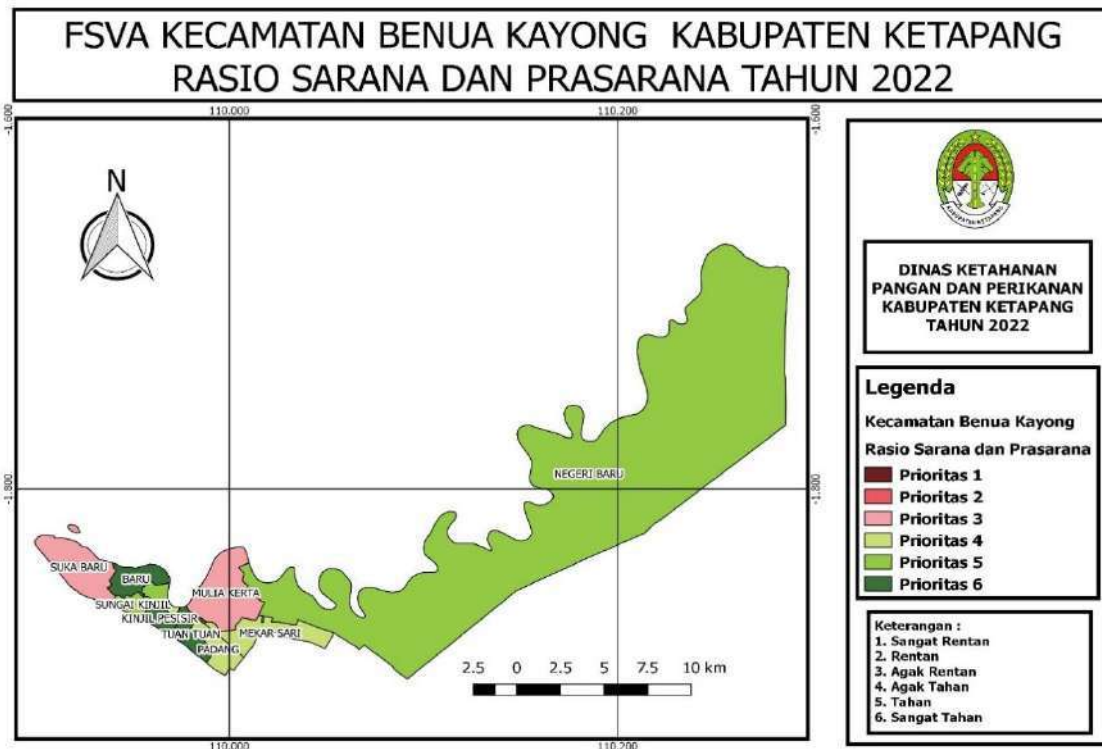 FSVA KECAMATAN BENUA KAYONG KABUPATEN KETAPANG
RASIO SARANA DAN PRASARANA TAHUN 2022
110.000
110.200
-1.600
-1.600
N
KABUPATEN KETAPANG
DINAS KETAHANAN
PANGAN DAN PERIKANAN
KABUPATEN KETAPANG
TAHUN 2022
Legenda
Kecamatan Benua Kayong
Rasio Sarana dan Prasarana
Prioritas 1
Prioritas 2
Prioritas 3
Prioritas 4
Prioritas 5
Prioritas 6
NEGERI BARU
-1.800
-1.800
SUKA BARU
BARU
MULIA KERTA
SUNGAI KINJIL
KINJIL PESISIR
TUAN TUAN
MEKAR SARI
PADANG
2.5 0 2.5 5 7.5 10 km
Keterangan :
1. Sangat Rentan
2. Rentan
3. Agak Rentan
4. Agak Tahan
5. Tahan
6. Sangat Tahan
110.000
110.200